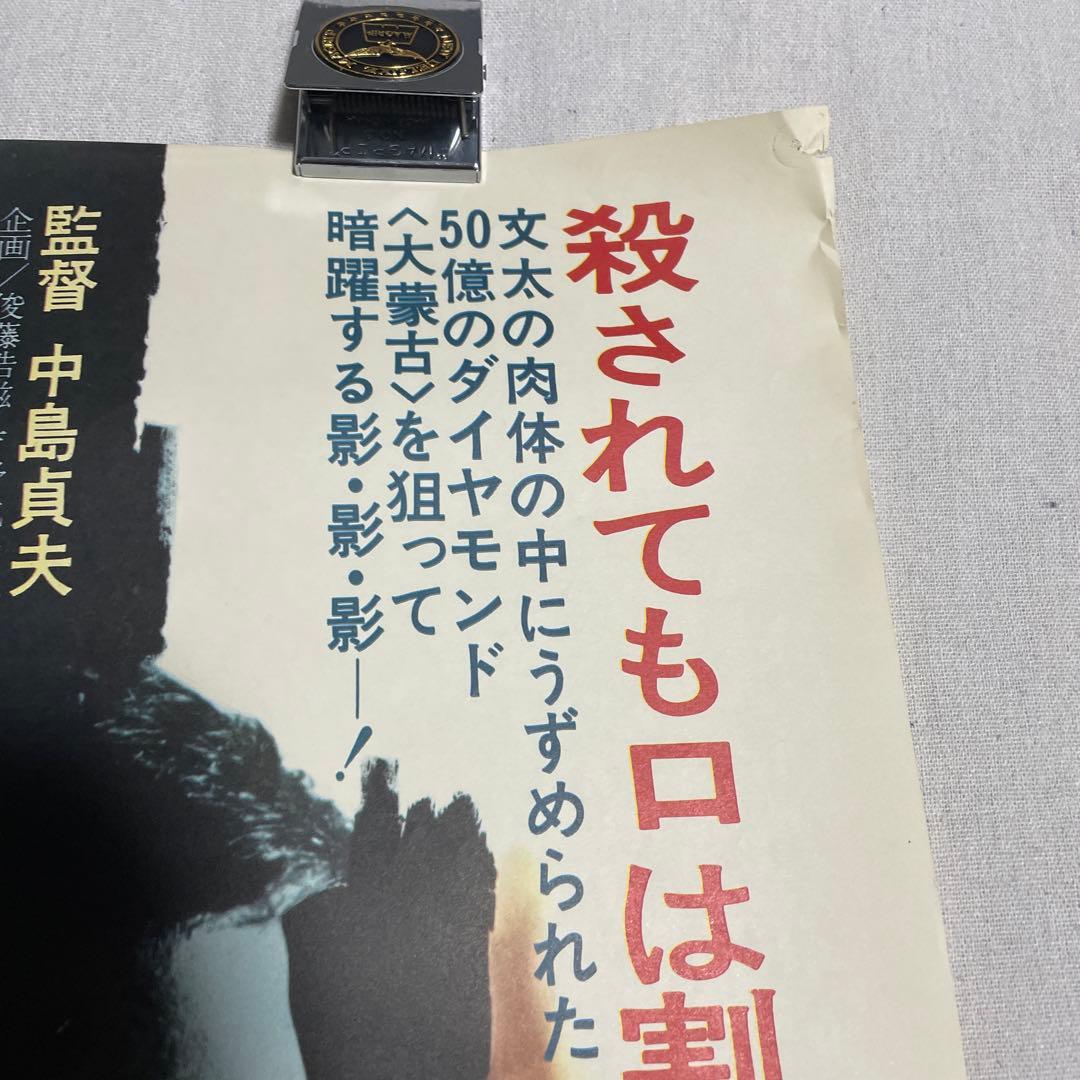 殺されても口は割
文太の肉体の中にうずめられた
50億のダイヤモンド
〈大蒙古〉を狙って
暗躍する影・影・影―!
監督 中島貞夫
企画/俊藤浩滋